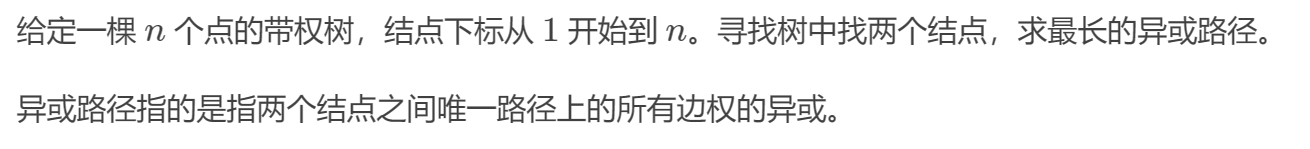 给定一棵 n 个点的带权树，结点下标从 1 开始到 n。寻找树中找两个结点，求最长的异或路径。
异或路径指的是指两个结点之间唯一路径上的所有边权的异或。